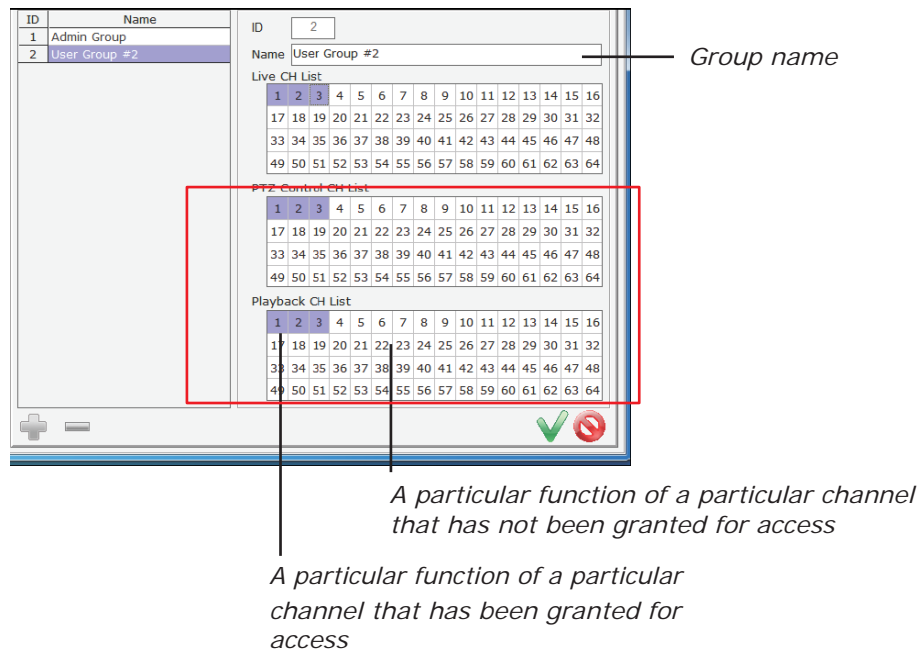 ID Name
1 Admin Group
2 User Group #2
ID 2
Name User Group #2
Group name
Live CH List
1 2 3 4 5 6 7 8 9 10 11 12 13 14 15 16
17 18 19 20 21 22 23 24 25 26 27 28 29 30 31 32
33 34 35 36 37 38 39 40 41 42 43 44 45 46 47 48
49 50 51 52 53 54 55 56 57 58 59 60 61 62 63 64
PTZ Control CH List
1 2 3 4 5 6 7 8 9 10 11 12 13 14 15 16
17 18 19 20 21 22 23 24 25 26 27 28 29 30 31 32
33 34 35 36 37 38 39 40 41 42 43 44 45 46 47 48
49 50 51 52 53 54 55 56 57 58 59 60 61 62 63 64
Playback CH List
1 2 3 4 5 6 7 8 9 10 11 12 13 14 15 16
17 18 19 20 21 22 23 24 25 26 27 28 29 30 31 32
33 34 35 36 37 38 39 40 41 42 43 44 45 46 47 48
49 50 51 52 53 54 55 56 57 58 59 60 61 62 63 64
A particular function of a particular channel
that has not been granted for access
A particular function of a particular
channel that has been granted for
access